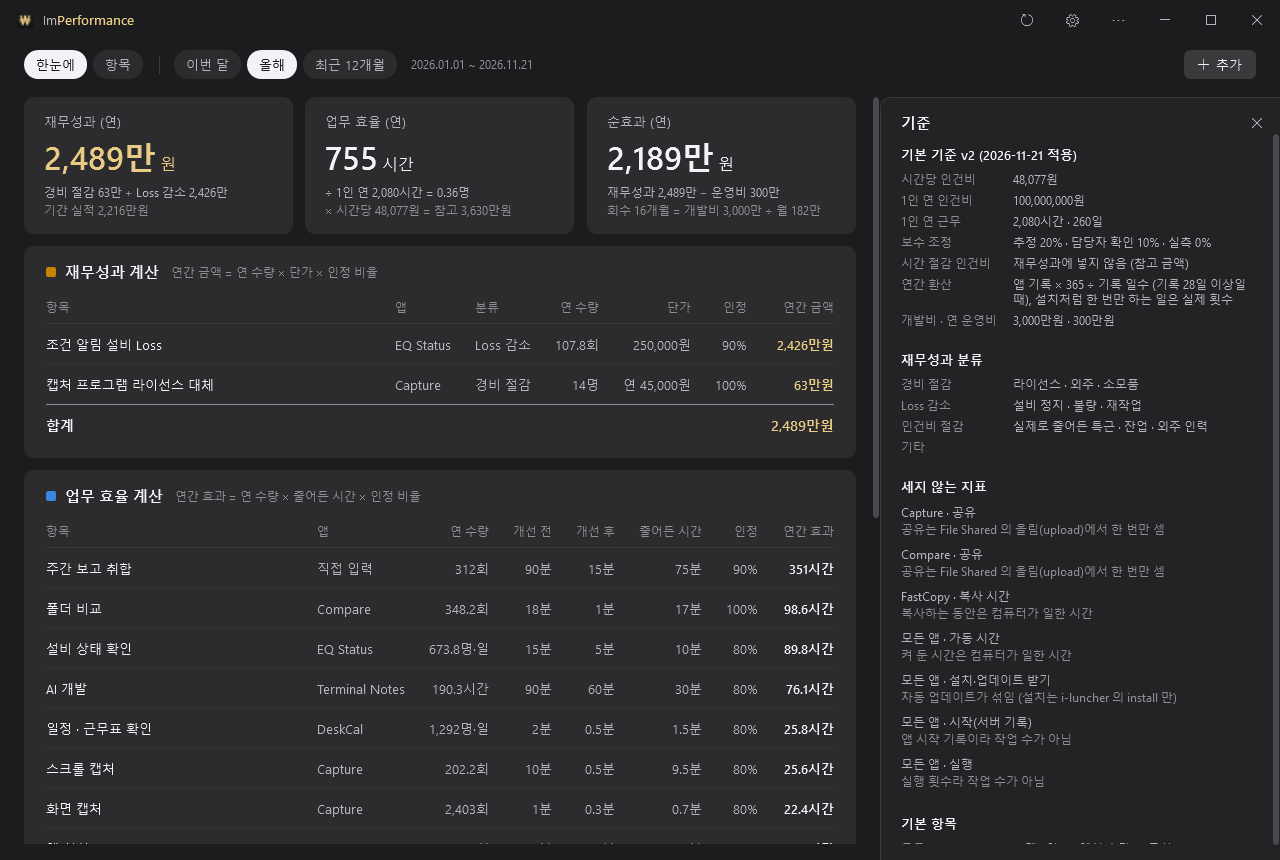 ImPerformance
한눈에 항목 이번 달 올해 최근 12개월 2026.01.01 ~ 2026.11.21 + 추가
재무성과 (연)
2,489만 원
경비 절감 63만 + Loss 감소 2,426만
기간 실적 2,216만원
업무 효율 (연)
755 시간
÷ 1인 연 2,080시간 = 0.36명
× 시간당 48,077원 = 참고 3,630만원
순효과 (연)
2,189만 원
재무성과 2,489만 − 운영비 300만
회수 16개월 = 개발비 3,000만 ÷ 월 182만
재무성과 계산 연간 금액 = 연 수량 × 단가 × 인정 비율
항목 앱 분류 연 수량 단가 인정 연간 금액
조건 알림 설비 Loss EQ Status Loss 감소 107.8회 250,000원 90% 2,426만원
캡처 프로그램 라이선스 대체 Capture 경비 절감 14명 연 45,000원 100% 63만원
합계 2,489만원
업무 효율 계산 연간 효과 = 연 수량 × 줄어든 시간 × 인정 비율
항목 앱 연 수량 개선 전 개선 후 줄어든 시간 인정 연간 효과
주간 보고 취합 직접 입력 312회 90분 15분 75분 90% 351시간
폴더 비교 Compare 348.2회 18분 1분 17분 100% 98.6시간
설비 상태 확인 EQ Status 673.8명·일 15분 5분 10분 80% 89.8시간
AI 개발 Terminal Notes 190.3시간 90분 60분 30분 80% 76.1시간
일정 · 근무표 확인 DeskCal 1,292명·일 2분 0.5분 1.5분 80% 25.8시간
스크롤 캡처 Capture 202.2회 10분 0.5분 9.5분 80% 25.6시간
화면 캡처 Capture 2,403회 1분 0.3분 0.7분 80% 22.4시간
기준
기본 기준 v2 (2026-11-21 적용)
시간당 인건비 48,077원
1인 연 인건비 100,000,000원
1인 연 근무 2,080시간 · 260일
보수 조정 추정 20% · 담당자 확인 10% · 실측 0%
시간 절감 인건비 재무성과에 넣지 않음 (참고 금액)
연간 환산 앱 기록 × 365 ÷ 기록 일수 (기록 28일 이상일
때), 설치처럼 한 번만 하는 일은 실제 횟수
개발비 · 연 운영비 3,000만원 · 300만원
재무성과 분류
경비 절감 라이선스 · 외주 · 소모품
Loss 감소 설비 정지 · 불량 · 재작업
인건비 절감 실제로 줄어든 특근 · 잔업 · 외주 인력
기타
세지 않는 지표
Capture · 공유
공유는 File Shared 의 올림(upload)에서 한 번만 셈
Compare · 공유
공유는 File Shared 의 올림(upload)에서 한 번만 셈
FastCopy · 복사 시간
복사하는 동안은 컴퓨터가 일한 시간
모든 앱 · 가동 시간
켜 둔 시간은 컴퓨터가 일한 시간
모든 앱 · 설치·업데이트 받기
자동 업데이트가 섞임 (설치는 i-luncher 의 install 만)
모든 앱 · 시작(서버 기록)
앱 시작 기록이라 작업 수가 아님
모든 앱 · 실행
실행 횟수라 작업 수가 아님
기본 항목